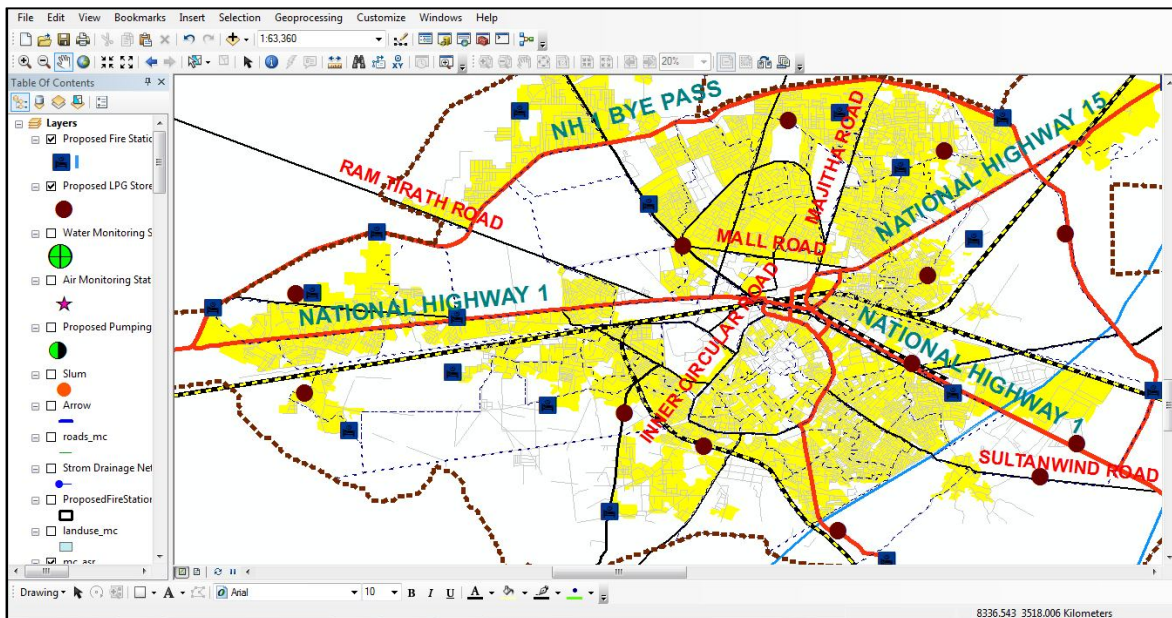 File Edit View Bookmarks Insert Selection Geoprocessing Customize Windows Help
1:63,360
20%
Table Of Contents
Layers
Proposed Fire Static
Proposed LPG Store
Water Monitoring S
Air Monitoring Stat
Proposed Pumping
Slum
Arrow
roads_mc
Strom Drainage Net
ProposedFireStation
landuse_mc
mc_asr
NH 1 BYE PASS
NATIONAL HIGHWAY 15
MAJITHA ROAD
RAM TIRATH ROAD
MALL ROAD
NATIONAL HIGHWAY 1
INNER CIRCULAR ROAD
NATIONAL HIGHWAY 1
SULTANWIND ROAD
Drawing Arial 10 B I U A
8336.543 3518.006 Kilometers